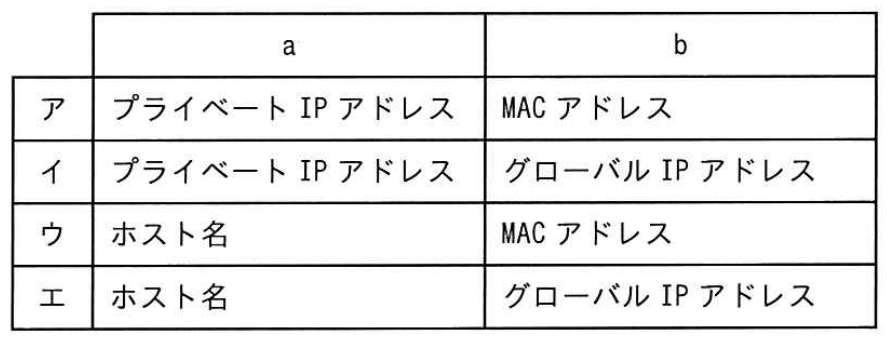 a b
ア プライベート IP アドレス MAC アドレス
イ プライベート IP アドレス グローバル IP アドレス
ウ ホスト名 MAC アドレス
エ ホスト名 グローバル IP アドレス